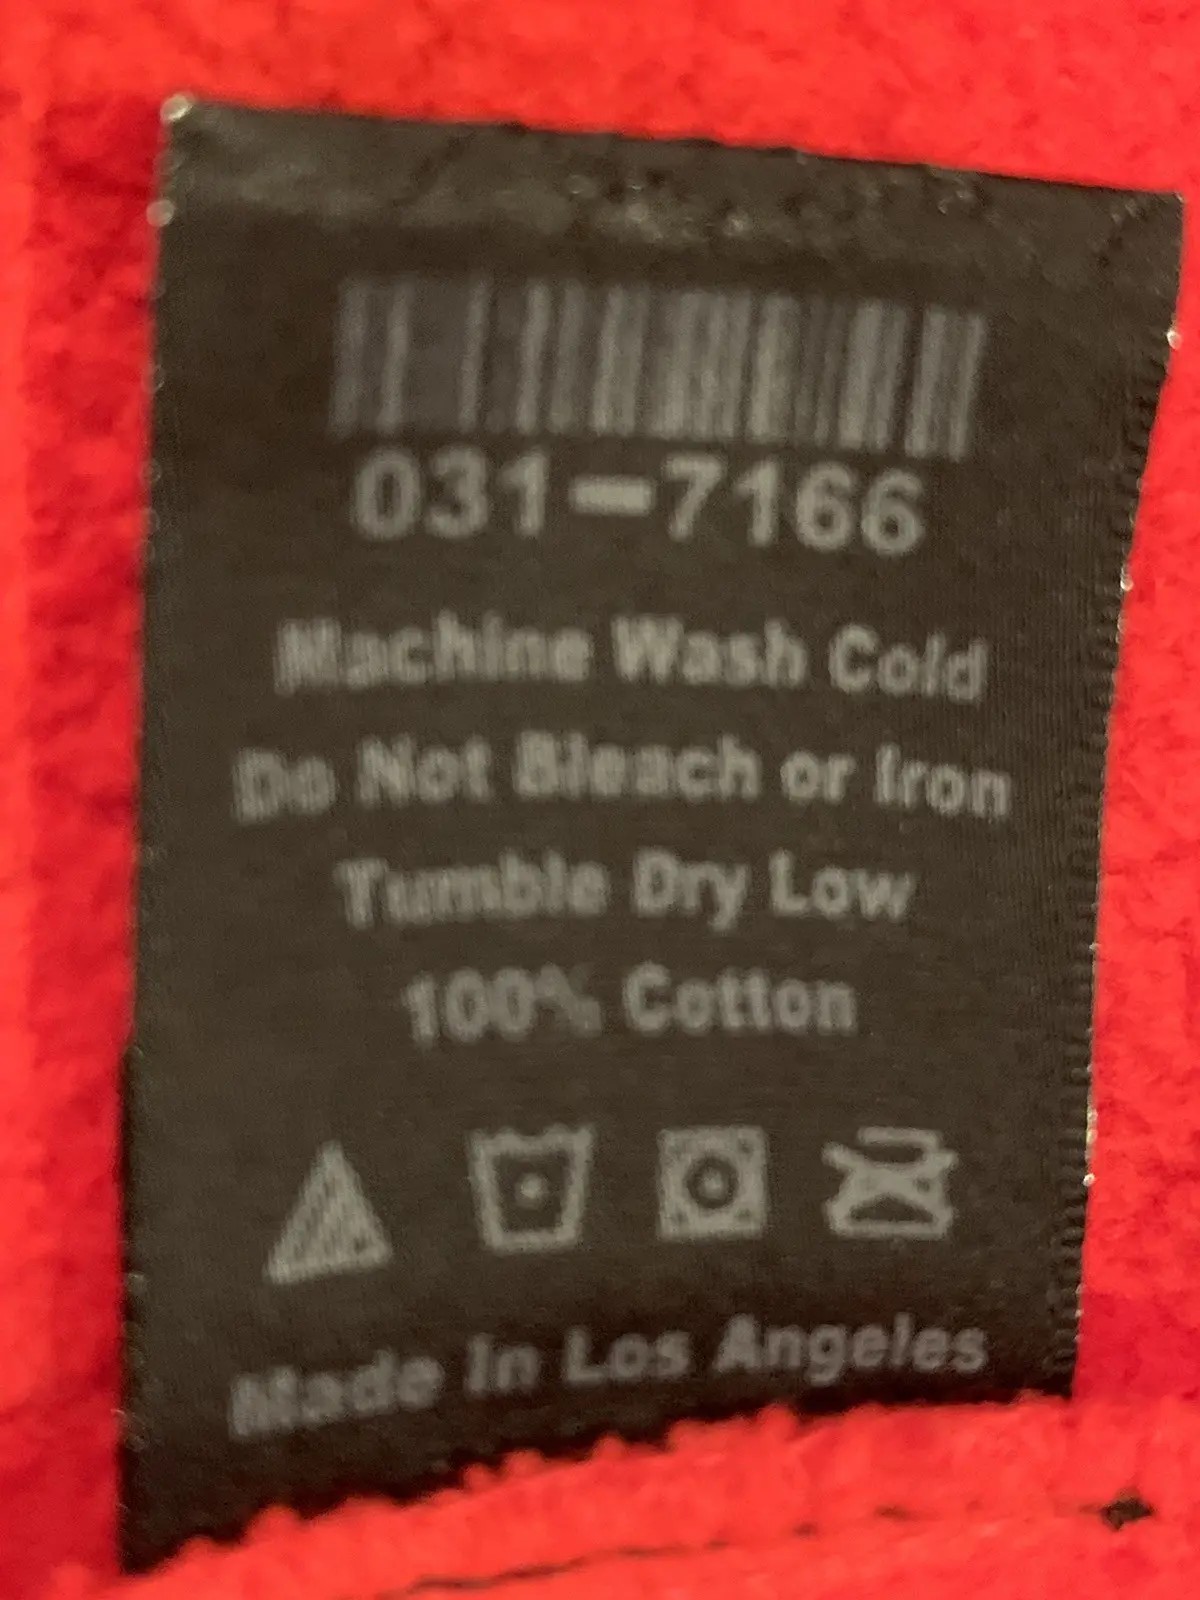 031-7166
Machine Wash Cold
Do Not Bleach or Iron
Tumble Dry Low
100% Cotton
Made In Los Angeles